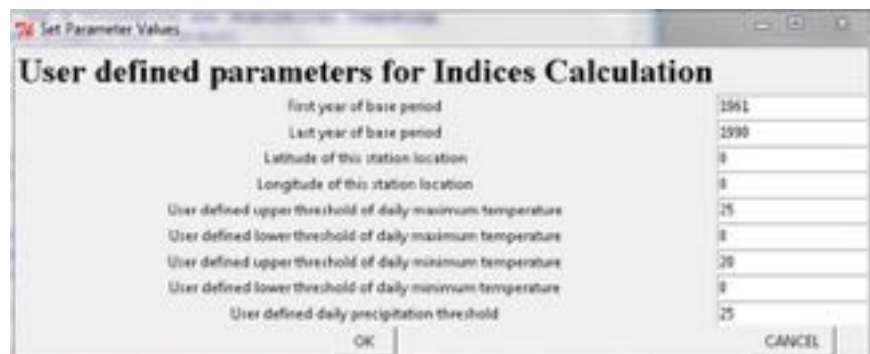 Set Parameter Values
User defined parameters for Indices Calculation
First year of base period 1961
Last year of base period 1990
Latitude of this station location 0
Longitude of this station location 0
User defined upper threshold of daily maximum temperature 25
User defined lower threshold of daily maximum temperature 0
User defined upper threshold of daily minimum temperature 20
User defined lower threshold of daily minimum temperature 0
User defined daily precipitation threshold 25
OK CANCEL